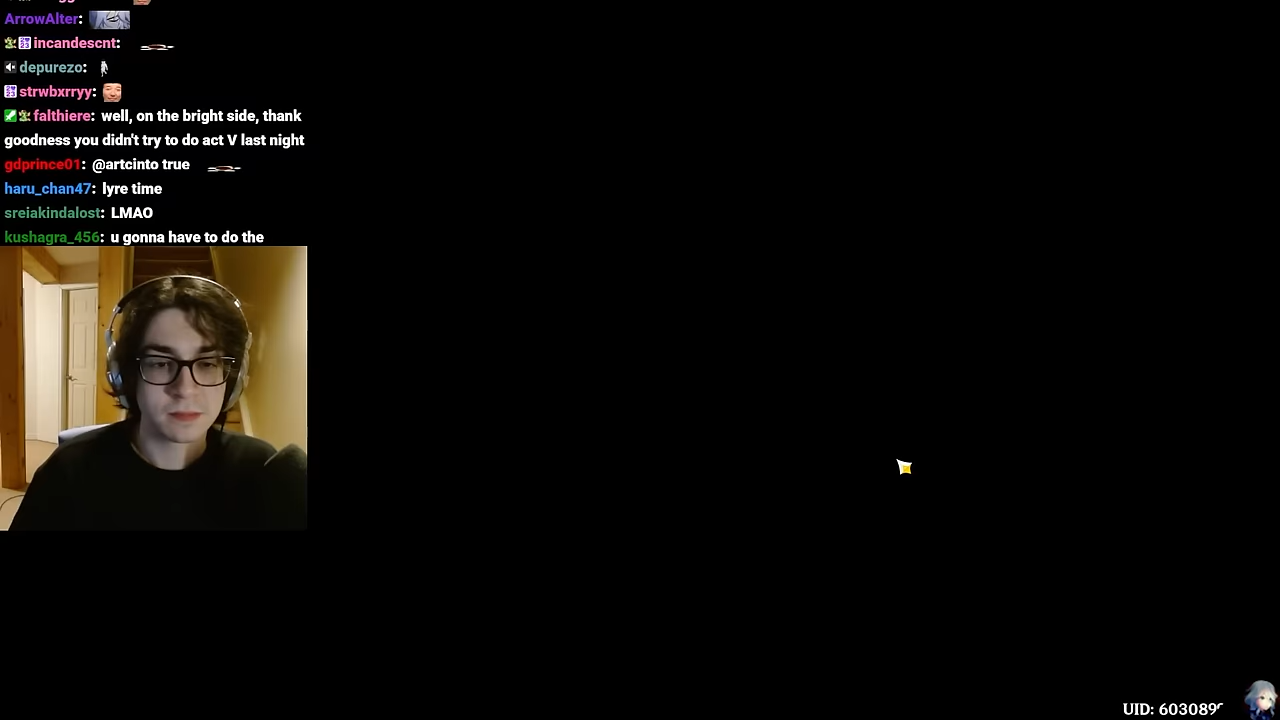 ArrowAlter:
incandescnt:
depurezo:
strwbxrryy:
falthiere: well, on the bright side, thank
goodness you didn't try to do act V last night
gdprince01: @artcinto true
haru_chan47: lyre time
sreiakindalost: LMAO
kushagra_456: u gonna have to do the
UID: 603089